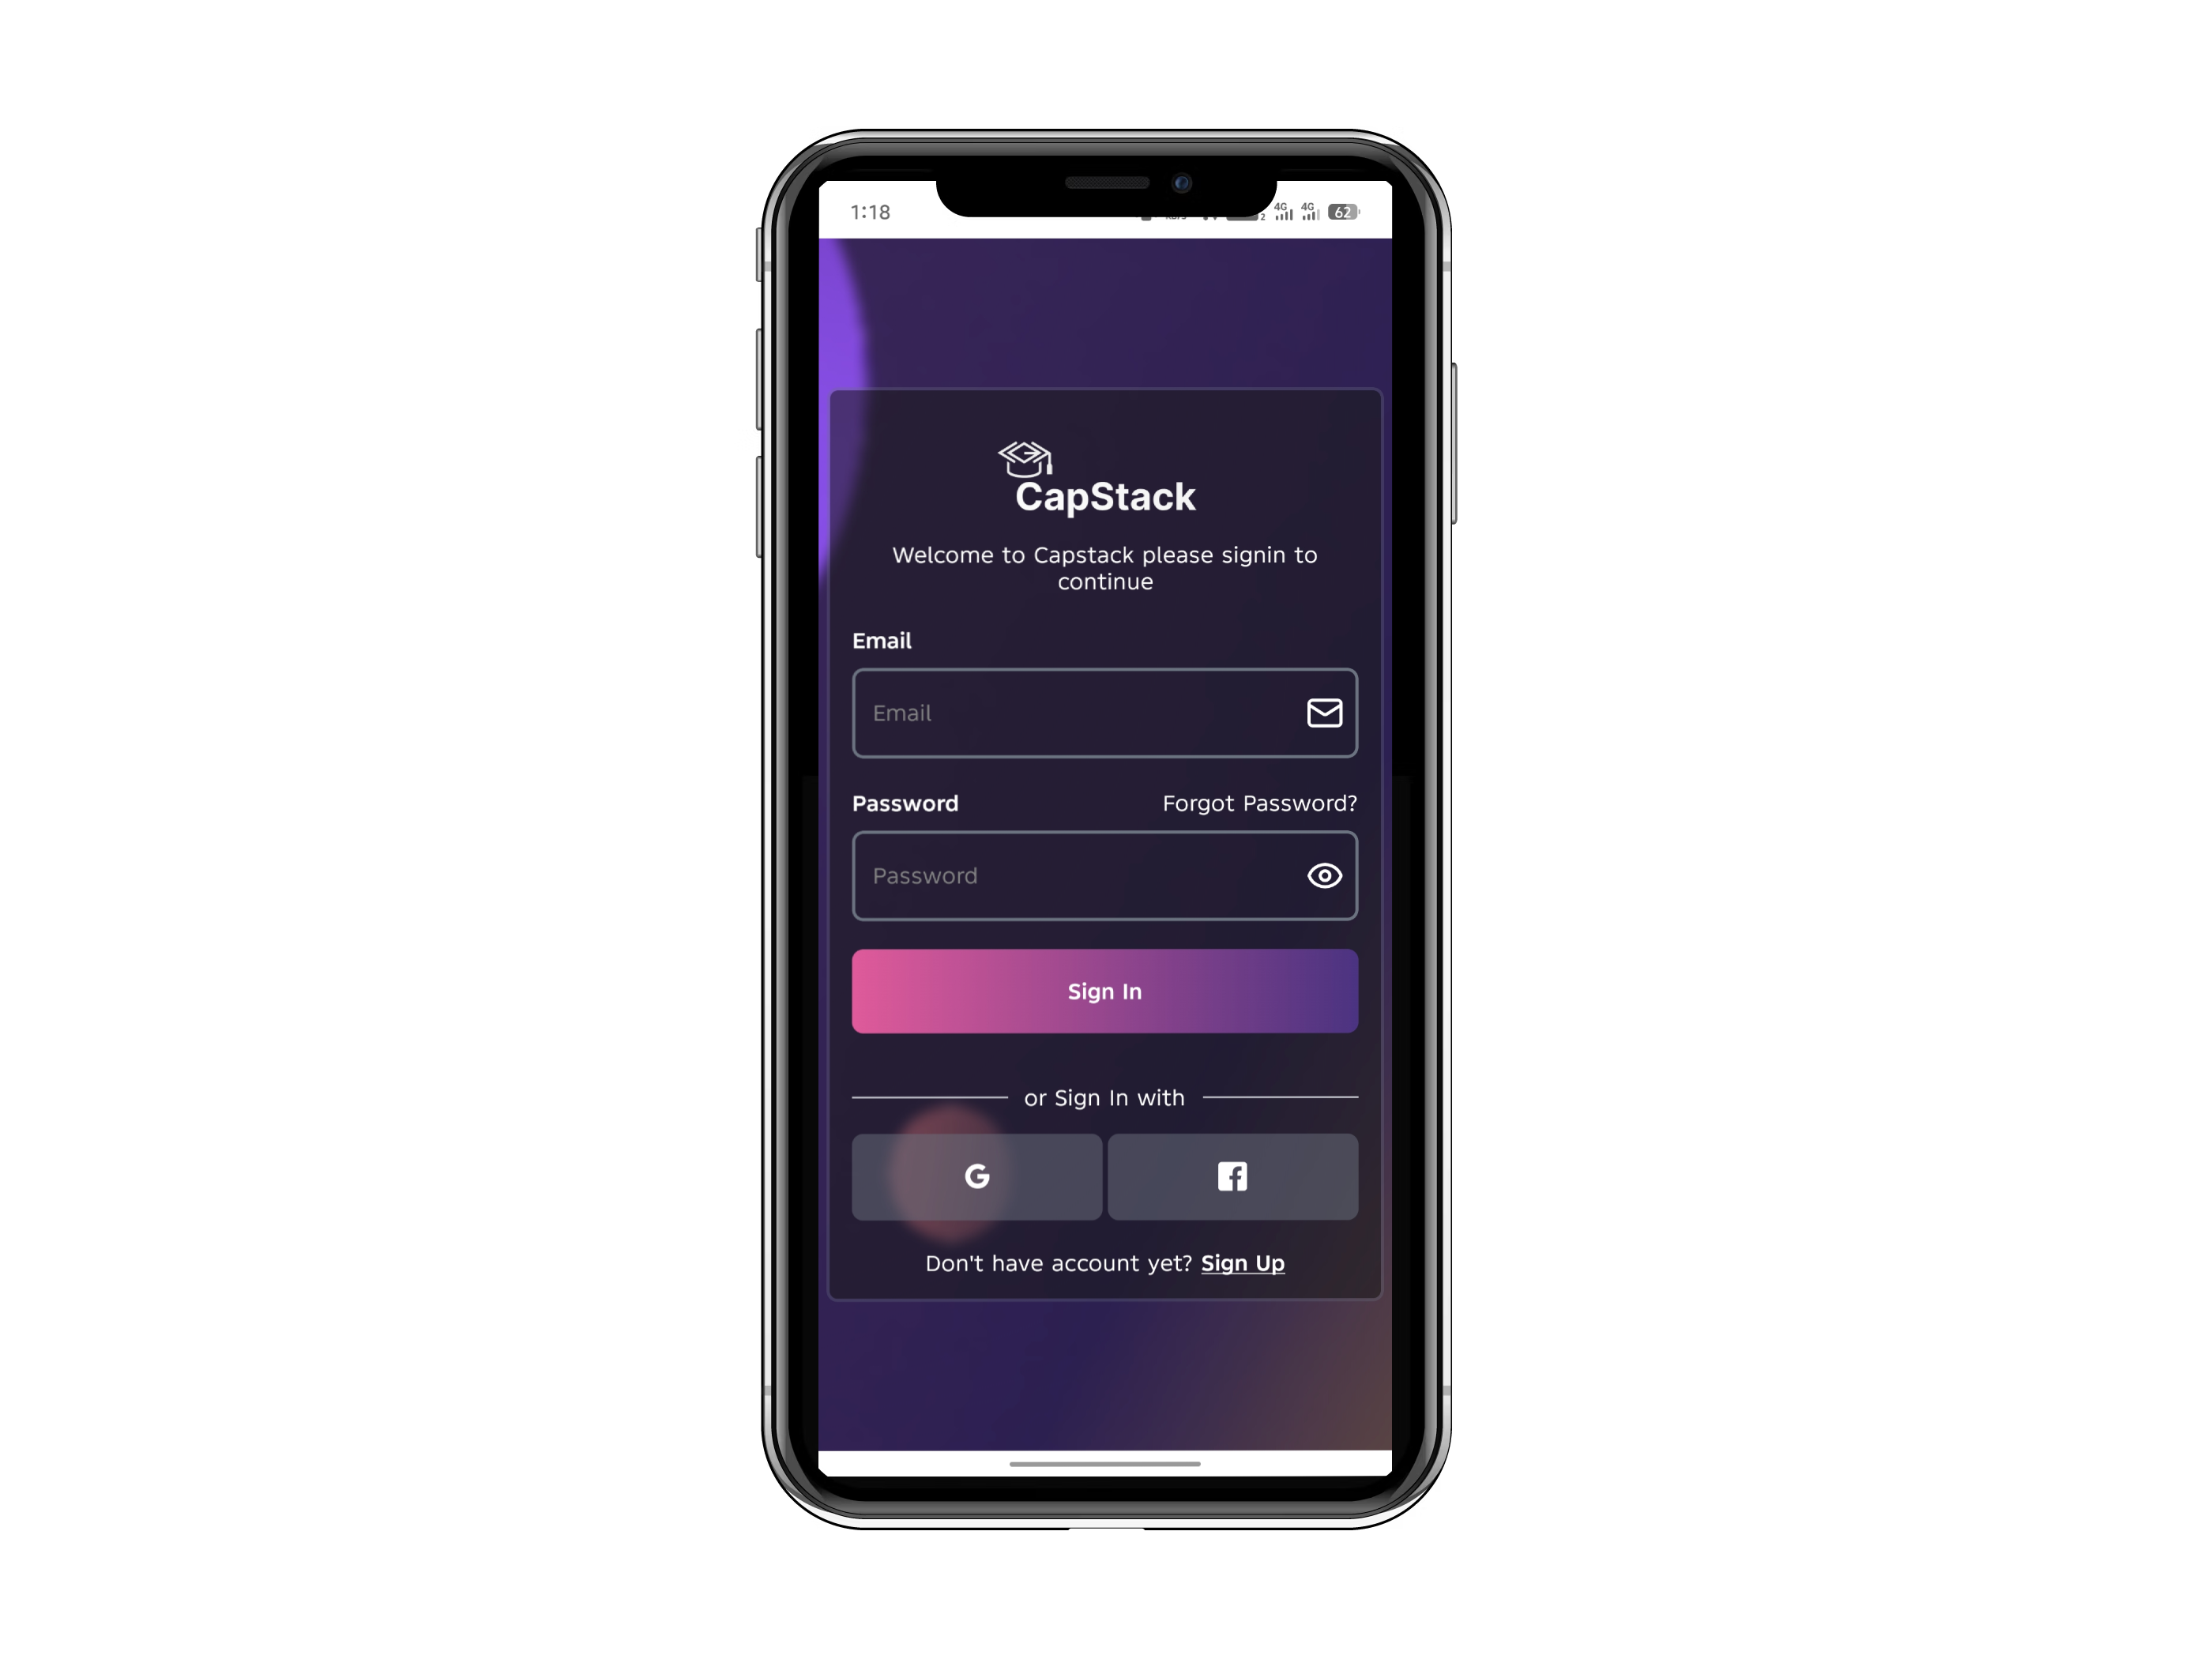 1:18
2 4G 4G 62
CapStack
Welcome to Capstack please signin to
continue
Email
Email
Password Forgot Password?
Password
Sign In
or Sign In with
G f
Don't have account yet? Sign Up